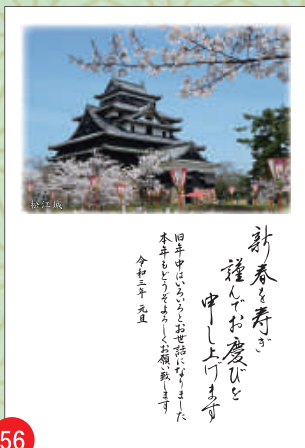 松江城
新春を寿ぎ
謹んでお慶びを
申し上げます
旧年中はいろいろとお世話になりました
本年もどうぞよろしくお願い致します
令和三年 元旦
56